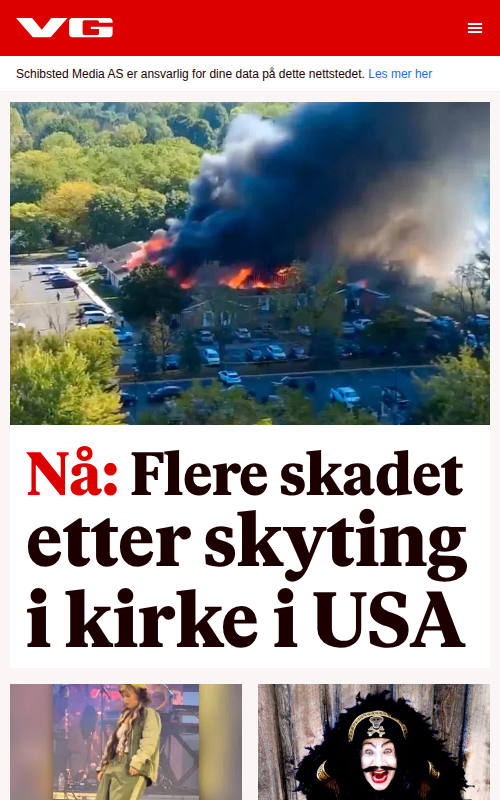 VG
Schibsted Media AS er ansvarlig for dine data på dette nettstedet. Les mer her
Nå: Flere skadet
etter skyting
i kirke i USA